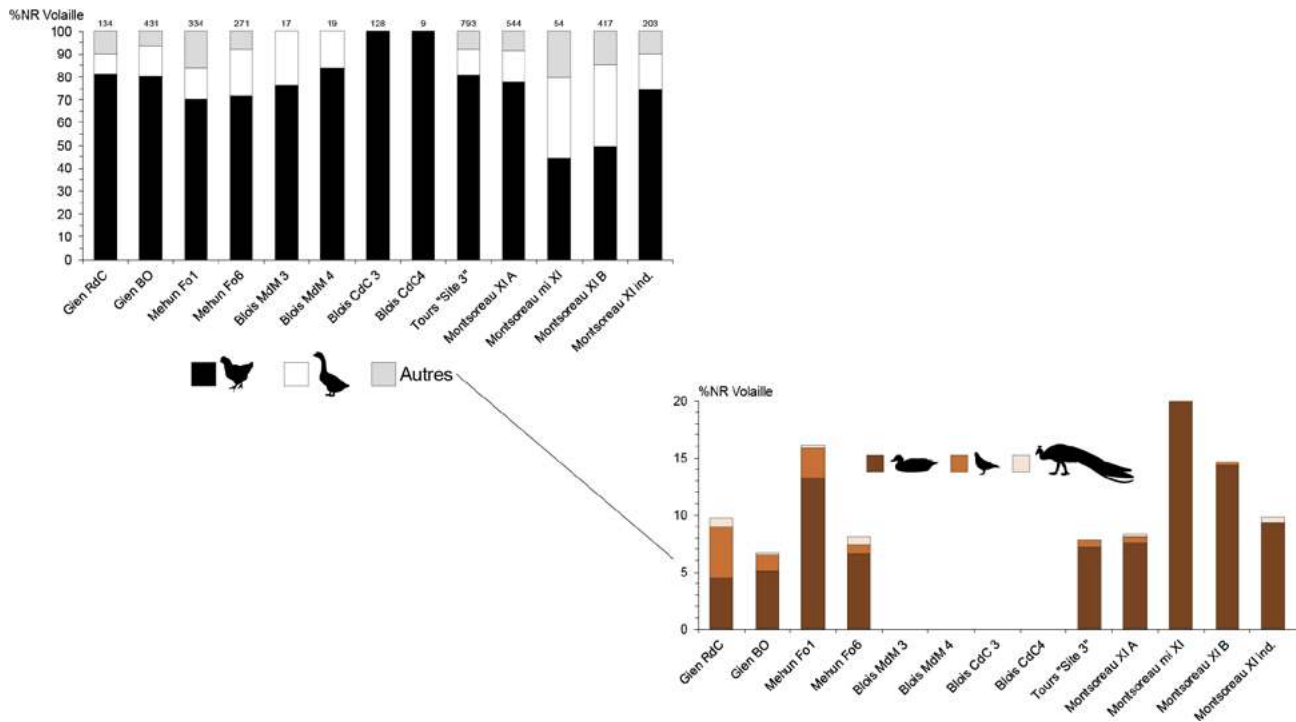 %NR Volaille
134 431 334 271 17 19 128 9 793 544 54 417 203
100
90
80
70
60
50
40
30
20
10
0
Gien RdC
Gien BO
Mehun Fo1
Mehun Fo6
Blois MdM 3
Blois MdM 4
Blois CdC 3
Blois CdC4
Tours "Site 3"
Montsoreau XI A
Montsoreau mi XI
Montsoreau XI B
Montsoreau XI ind.
Autres
%NR Volaille
20
15
10
5
0
Gien RdC
Gien BO
Mehun Fo1
Mehun Fo6
Blois MdM 3
Blois MdM 4
Blois CdC 3
Blois CdC4
Tours "Site 3"
Montsoreau XI A
Montsoreau mi XI
Montsoreau XI B
Montsoreau XI ind.